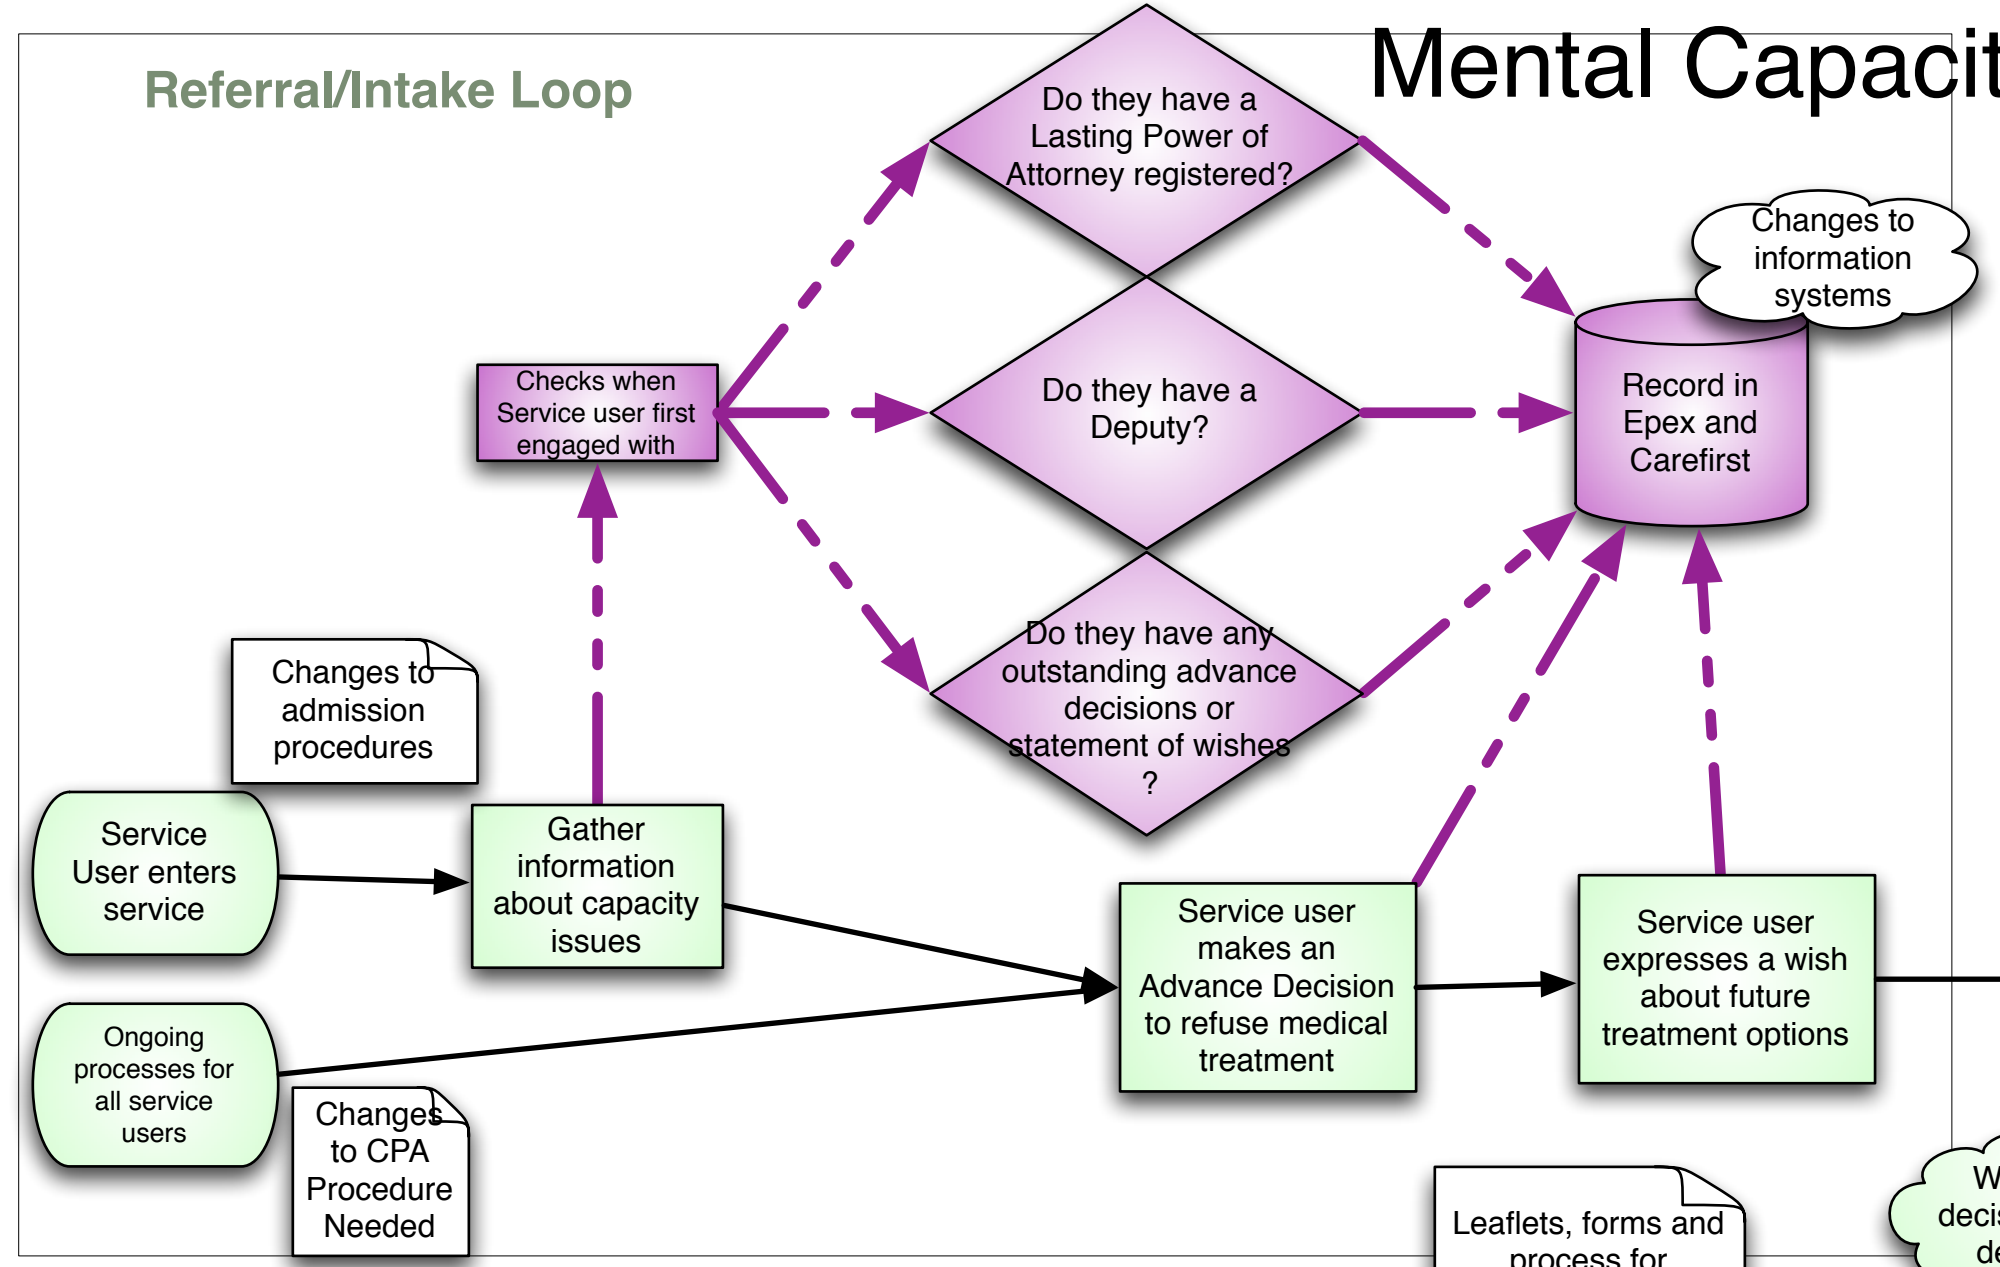 Mental Capacit
Referral/Intake Loop
Do they have a
Lasting Power of
Attorney registered?
Changes to
information
systems
Checks when
Service user first
engaged with
Do they have a
Deputy?
Record in
Epex and
Carefirst
Do they have any
outstanding advance
decisions or
statement of wishes
?
Changes to
admission
procedures
Service
User enters
service
Gather
information
about capacity
issues
Service user
makes an
Advance Decision
to refuse medical
treatment
Service user
expresses a wish
about future
treatment options
Ongoing
processes for
all service
users
Changes
to CPA
Procedure
Needed
Leaflets, forms and
process for
W
decis
de